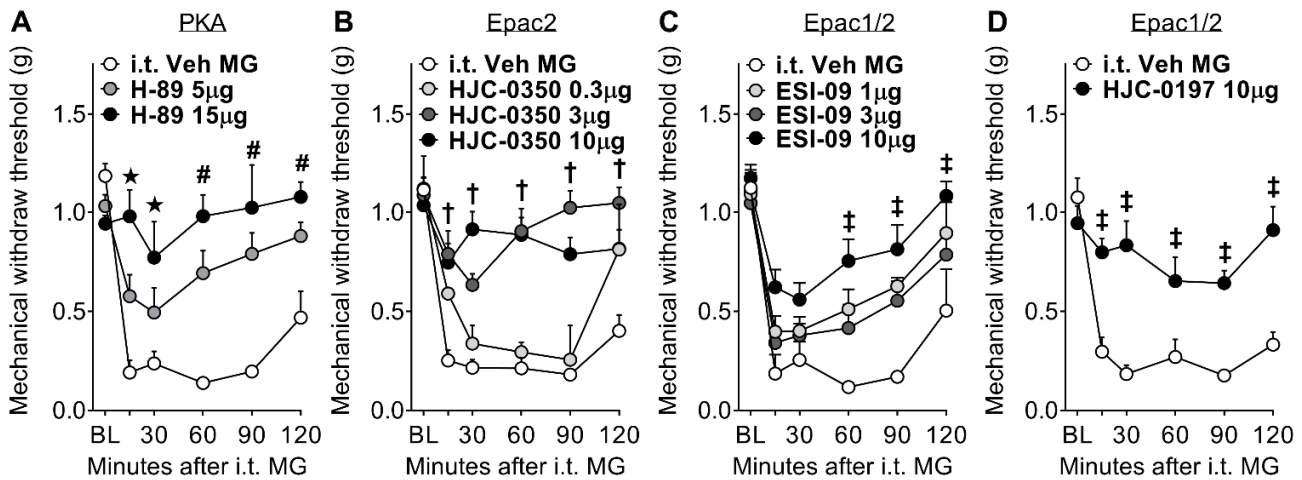 A PKA
Mechanical withdraw threshold (g)
i.t. Veh MG
H-89 5μg
H-89 15μg
1.5
1.0
0.5
0.0
★ ★ # # #
BL 30 60 90 120
Minutes after i.t. MG
B Epac2
Mechanical withdraw threshold (g)
i.t. Veh MG
HJC-0350 0.3μg
HJC-0350 3μg
HJC-0350 10μg
1.5
1.0
0.5
0.0
† † † † †
BL 30 60 90 120
Minutes after i.t. MG
C Epac1/2
Mechanical withdraw threshold (g)
i.t. Veh MG
ESI-09 1μg
ESI-09 3μg
ESI-09 10μg
1.5
1.0
0.5
0.0
‡ ‡ ‡
BL 30 60 90 120
Minutes after i.t. MG
D Epac1/2
Mechanical withdraw threshold (g)
i.t. Veh MG
HJC-0197 10μg
1.5
1.0
0.5
0.0
‡ ‡ ‡ ‡ ‡
BL 30 60 90 120
Minutes after i.t. MG